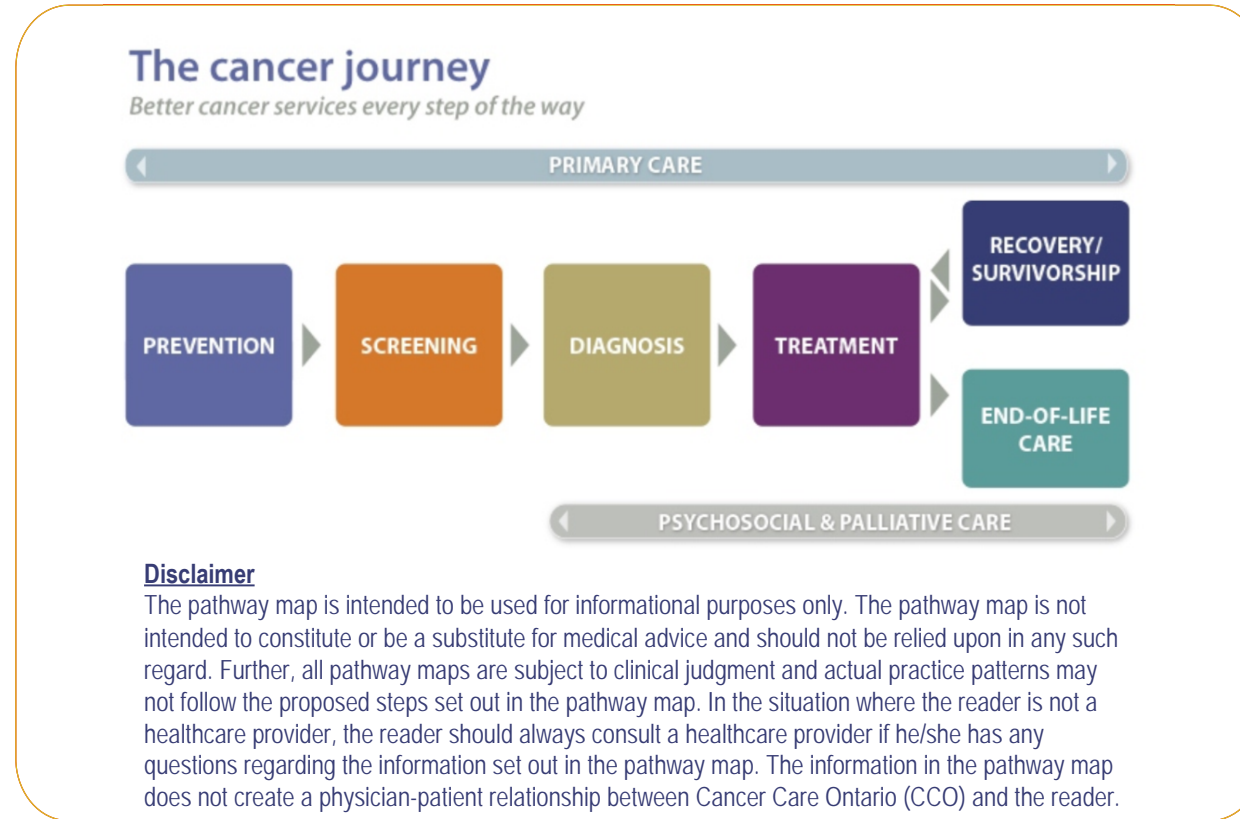 The cancer journey
Better cancer services every step of the way
PRIMARY CARE
PREVENTION
SCREENING
DIAGNOSIS
TREATMENT
RECOVERY/
SURVIVORSHIP
END-OF-LIFE
CARE
PSYCHOSOCIAL & PALLIATIVE CARE
Disclaimer
The pathway map is intended to be used for informational purposes only. The pathway map is not
intended to constitute or be a substitute for medical advice and should not be relied upon in any such
regard. Further, all pathway maps are subject to clinical judgment and actual practice patterns may
not follow the proposed steps set out in the pathway map. In the situation where the reader is not a
healthcare provider, the reader should always consult a healthcare provider if he/she has any
questions regarding the information set out in the pathway map. The information in the pathway map
does not create a physician-patient relationship between Cancer Care Ontario (CCO) and the reader.